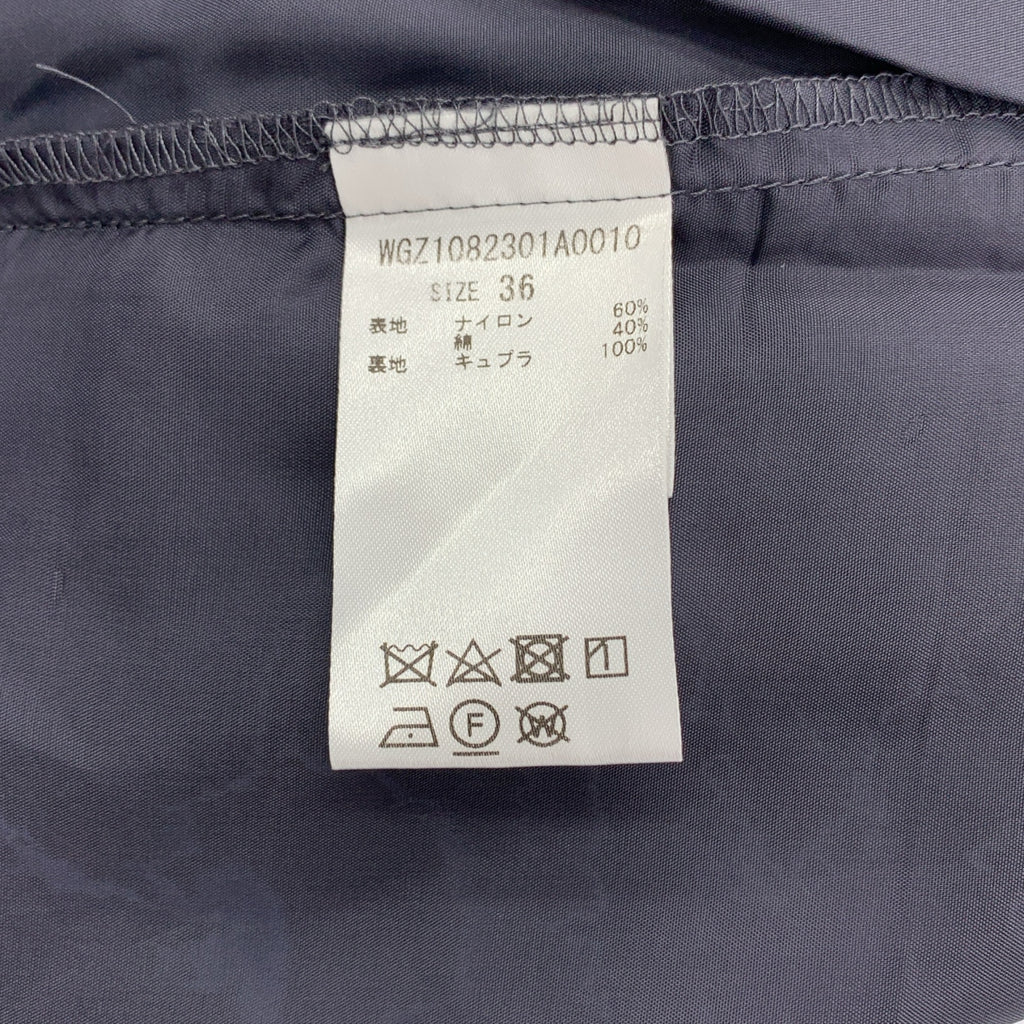 WGZ1082301A0010
SIZE 36
表地 ナイロン 60%
綿 40%
裏地 キュプラ 100%
F W